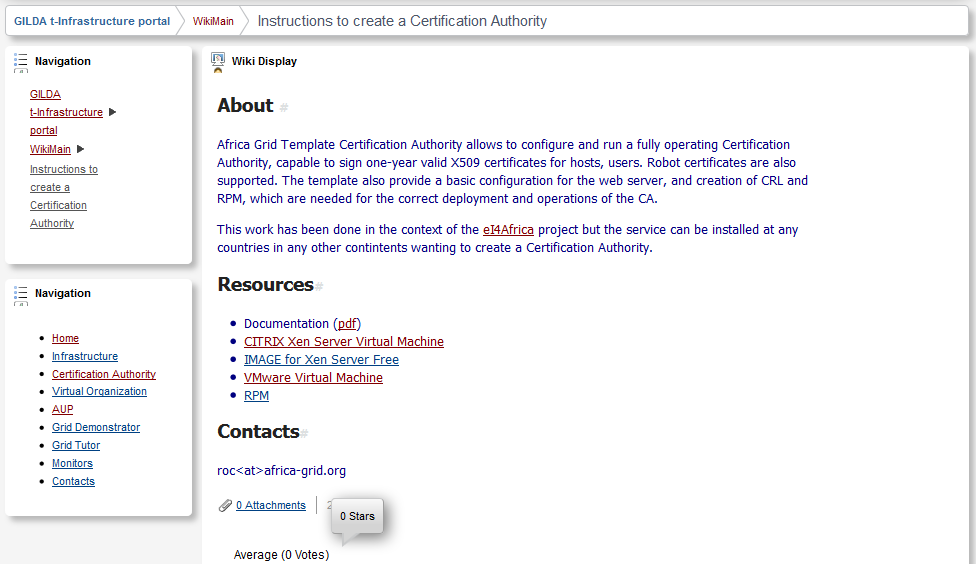 GILDA t-Infrastructure portal WikiMain Instructions to create a Certification Authority
Navigation
GILDA
t-Infrastructure
portal
WikiMain
Instructions to
create a
Certification
Authority
Navigation
Home
Infrastructure
Certification Authority
Virtual Organization
AUP
Grid Demonstrator
Grid Tutor
Monitors
Contacts
Wiki Display
About #
Africa Grid Template Certification Authority allows to configure and run a fully operating Certification
Authority, capable to sign one-year valid X509 certificates for hosts, users. Robot certificates are also
supported. The template also provide a basic configuration for the web server, and creation of CRL and
RPM, which are needed for the correct deployment and operations of the CA.
This work has been done in the context of the eI4Africa project but the service can be installed at any
countries in any other contintents wanting to create a Certification Authority.
Resources#
Documentation (pdf)
CITRIX Xen Server Virtual Machine
IMAGE for Xen Server Free
VMware Virtual Machine
RPM
Contacts#
roc<at>africa-grid.org
0 Attachments
0 Stars
Average (0 Votes)